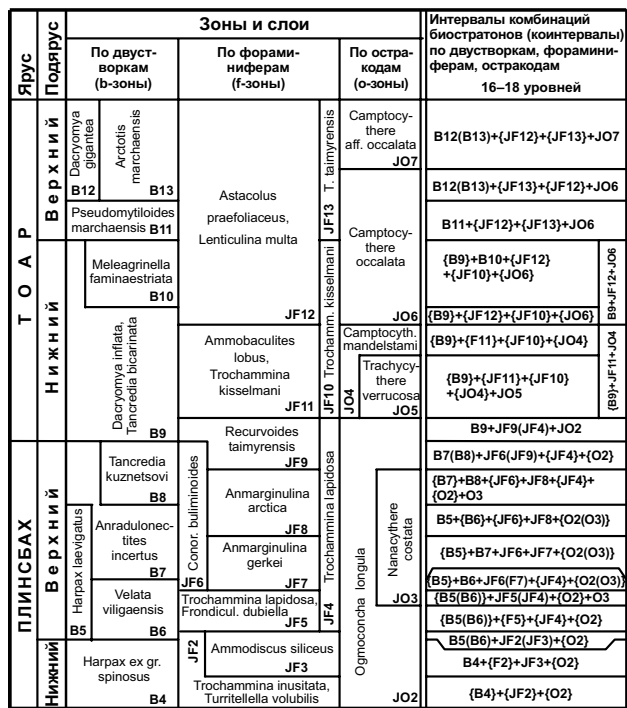 Ярус
Подярус
Зоны и слои
Интервалы комбинаций
биостратонов (коинтервалы)
по двустворкам, форамини-
ферам, остракодам
16–18 уровней
По двуст-
воркам
(b-зоны)
По форами-
ниферам
(f-зоны)
По остра-
кодам
(o-зоны)
ТОАР
Верхний
Нижний
ПЛИНСБАХ
Верхний
Нижний
Dacryomya
gigantea
B12
Arctotis
marchaensis
B13
Pseudomytiloides
marchaensis B11
Meleagrinella
faminaestriata
B10
Dacryomya inflata,
Tancredia bicarinata
B9
Tancredia
kuznetsovi
B8
Harpax laevigatus
B5
Anradulonec-
tites
incertus
B7
Velata
viligaensis
B6
Harpax ex gr.
spinosus
B4
Astacolus
praefoliaceus,
Lenticulina multa
JF12
JF13 T. taimyrensis
JF10 Trochamm. kisselmani
Ammobaculites
lobus,
Trochammina
kisselmani
JF11
Recurvoides
taimyrensis
JF9
Conor. buliminoides
JF6
Anmarginulina
arctica
JF8
Anmarginulina
gerkei
JF7
Trochammina lapidosa
JF4
Trochammina lapidosa,
Frondicul. dubiella
JF5
JF2
Ammodiscus siliceus
JF3
Trochammina inusitata,
Turritellella volubilis
Camptocy-
there
aff. occalata
JO7
Camptocy-
there
occalata
JO6
Camptocyth.
mandelstami
JO4
Trachycy-
there
verrucosa
JO5
Ogmoconcha longula
JO2
Nanacythere
costata
JO3
B12(B13)+{JF12}+{JF13}+JO7
B12(B13)+{JF13}+{JF12}+JO6
B11+{JF12}+{JF13}+JO6
{B9}+B10+{JF12}
+{JF10}+{JO6}
B9+JF12+JO6
{B9}+{JF12}+{JF10}+{JO6}
{B9}+{F11}+{JF10}+{JO4}
{B9}+{JF11}+{JF10}
+{JO4}+JO5
{B9}+JF11+JO4
B9+JF9(JF4)+JO2
B7(B8)+JF6(JF9)+{JF4}+{O2}
{B7}+B8+{JF6}+JF8+{JF4}+
{O2}+O3
B5+{B6}+{JF6}+JF8+{O2(O3)}
{B5}+B7+JF6+JF7+{O2(O3)}
{B5}+B6+JF6(F7)+{JF4}+{O2(O3)}
{B5(B6)}+JF5(JF4)+{O2}+O3
{B5(B6)}+{F5}+{JF4}+{O2}
B5(B6)+JF2(JF3)+{O2}
B4+{F2}+JF3+{O2}
{B4}+{JF2}+{O2}